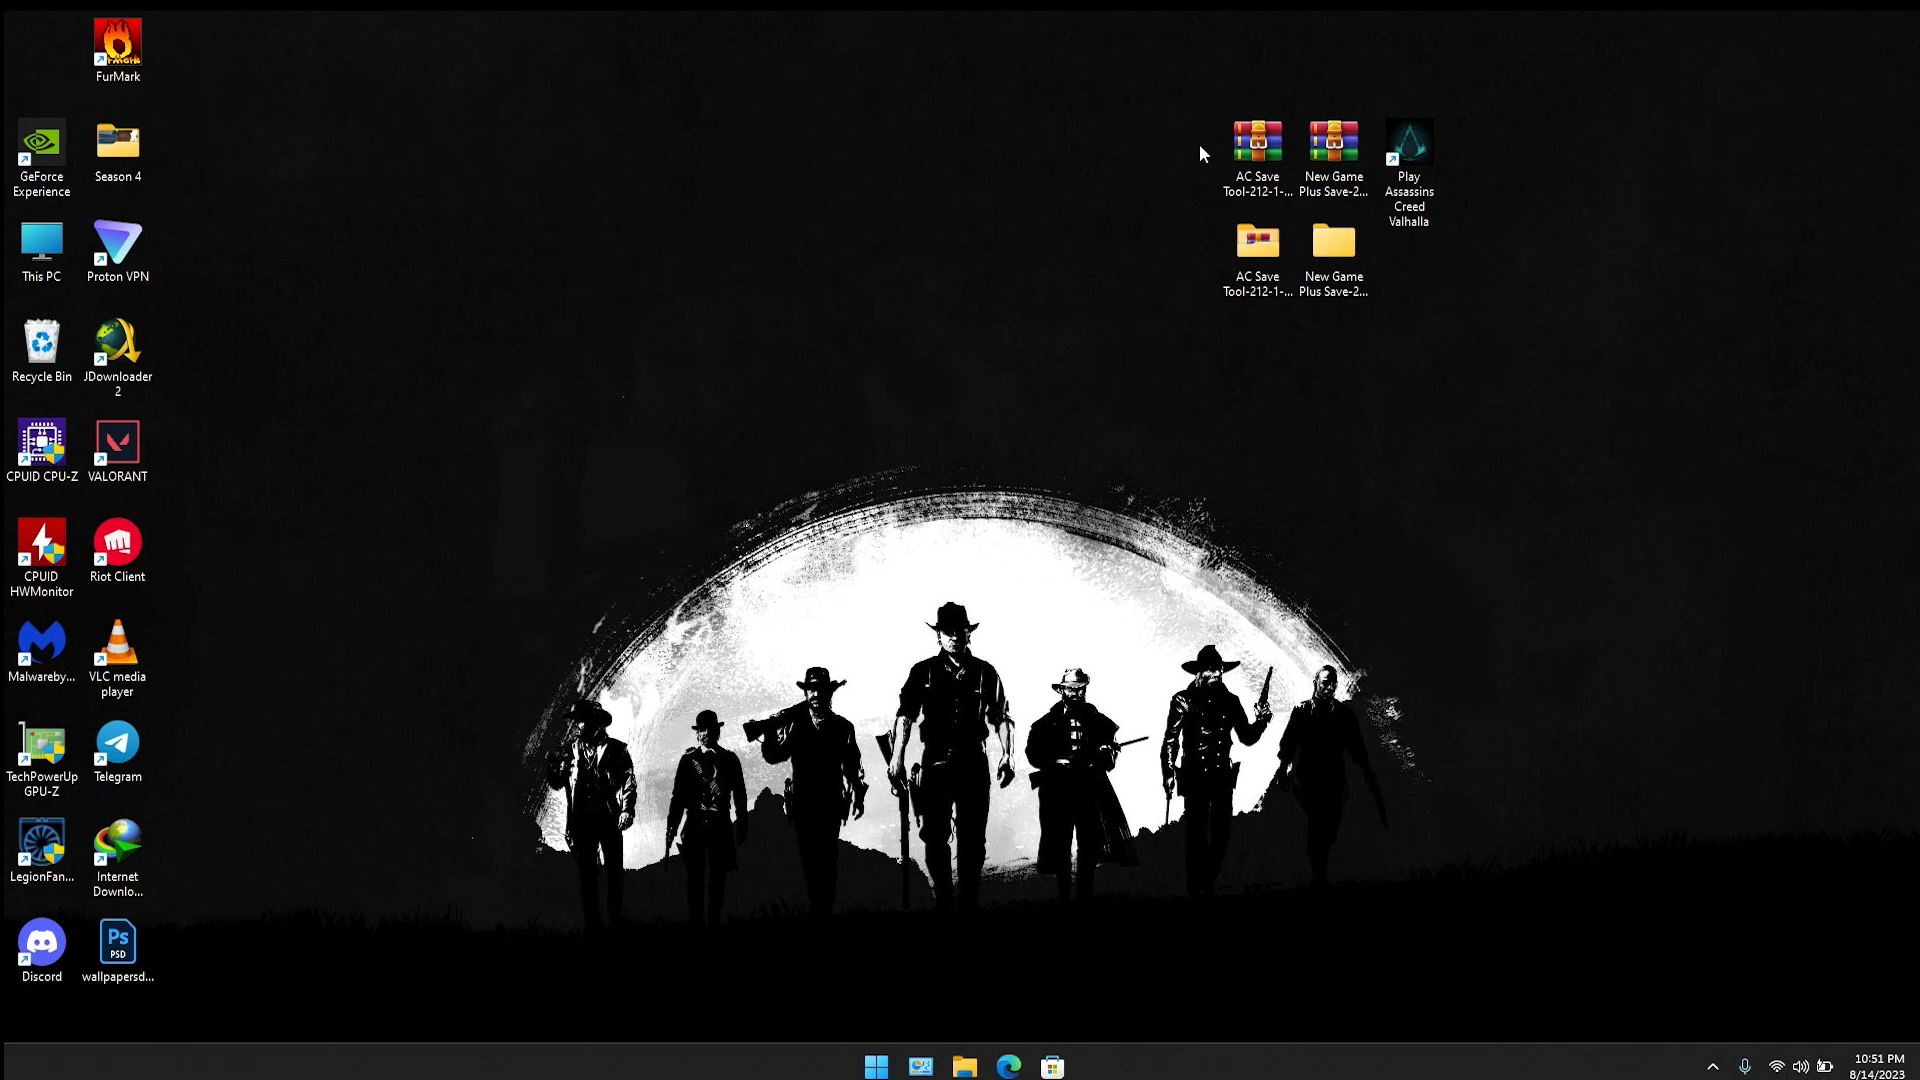 FurMark
GeForce
Experience
Season 4
This PC
Proton VPN
Recycle Bin
JDownloader
2
CPUID CPU-Z
VALORANT
CPUID
HWMonitor
Riot Client
Malwareby...
VLC media
player
TechPowerUp
GPU-Z
Telegram
LegionFan...
Internet
Downlo...
Discord
Ps
PSD
wallpapersd...
AC Save
Tool-212-1-...
New Game
Plus Save-2...
Play
Assassins
Creed
Valhalla
AC Save
Tool-212-1-...
New Game
Plus Save-2...
10:51 PM
8/14/2023